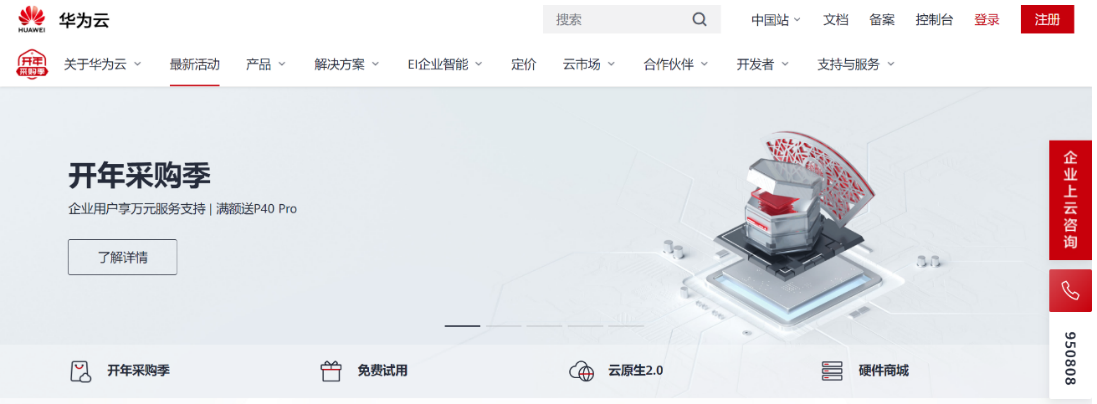 HUAWEI
华为云
搜索
中国站 文档 备案 控制台 登录 注册
开年
采购季
关于华为云 最新活动 产品 解决方案 EI企业智能 定价 云市场 合作伙伴 开发者 支持与服务
开年采购季
企业用户享万元服务支持 | 满额送P40 Pro
了解详情
企业上云咨询
950808
开年采购季 免费试用 云原生2.0 硬件商城